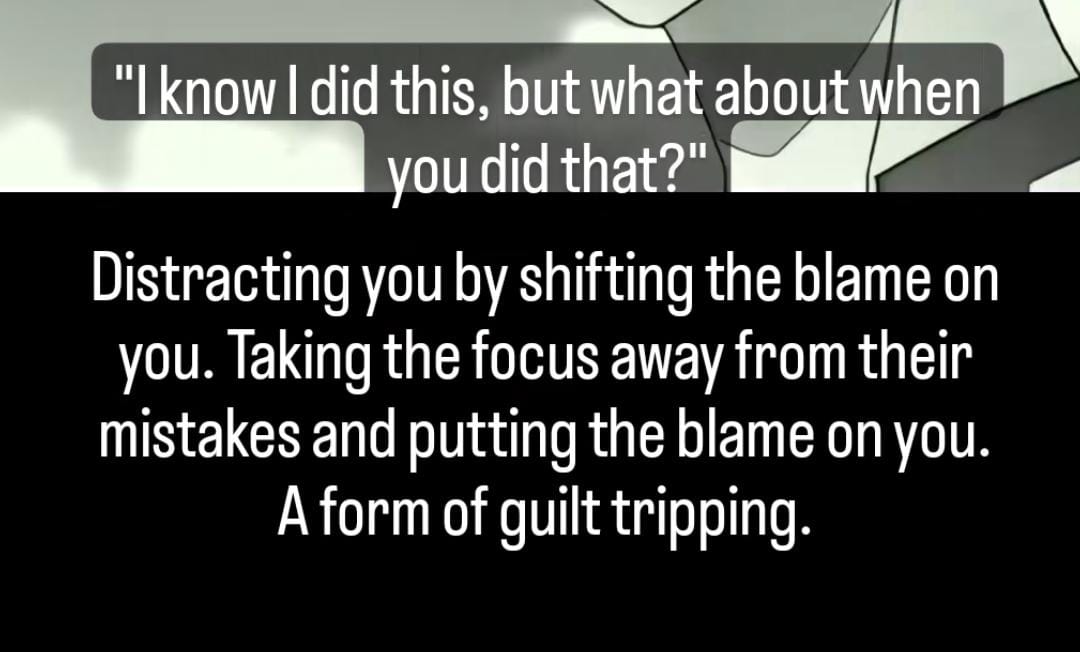 "I know I did this, but what about when
you did that?"
Distracting you by shifting the blame on
you. Taking the focus away from their
mistakes and putting the blame on you.
A form of guilt tripping.